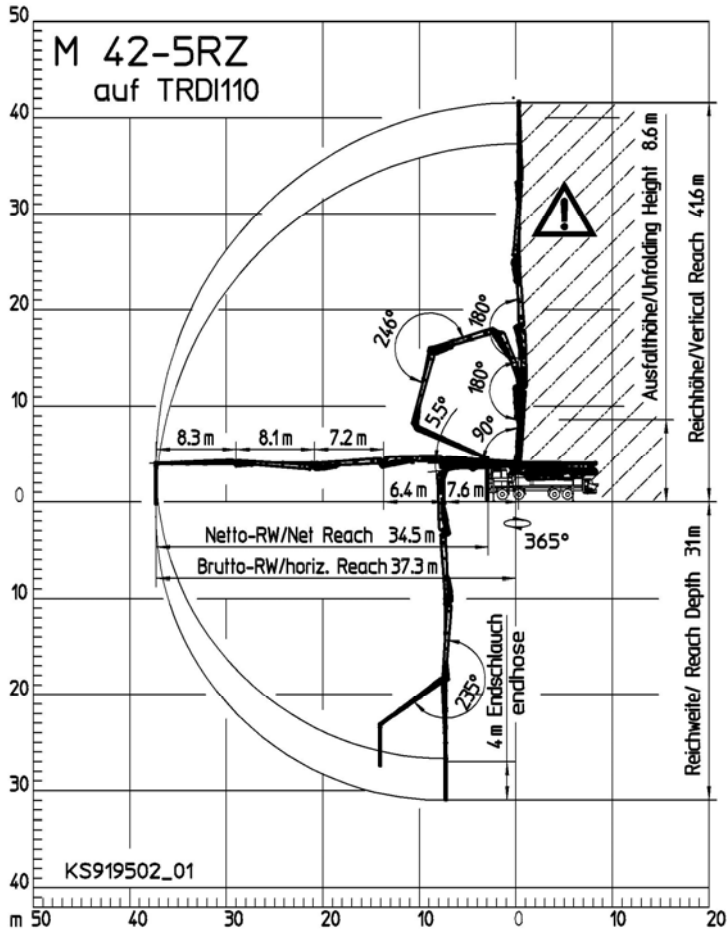 M 42-5RZ
auf TRDI110
50
40
30
20
10
0
10
20
30
40
Ausfalthöhe/Unfolding Height 8.6 m
Reichhöhe/Vertical Reach 41.6 m
246°
180°
180°
5.5°
90°
8.3 m
8.1 m
7.2 m
6.4 m
7.6 m
Netto-RW/Net Reach 34.5 m
365°
Brutto-RW/horiz. Reach 37.3 m
235°
4 m Endschlauch
endhose
Reichweite/ Reach Depth 31 m
KS919502_01
m 50 40 30 20 10 0 10 20